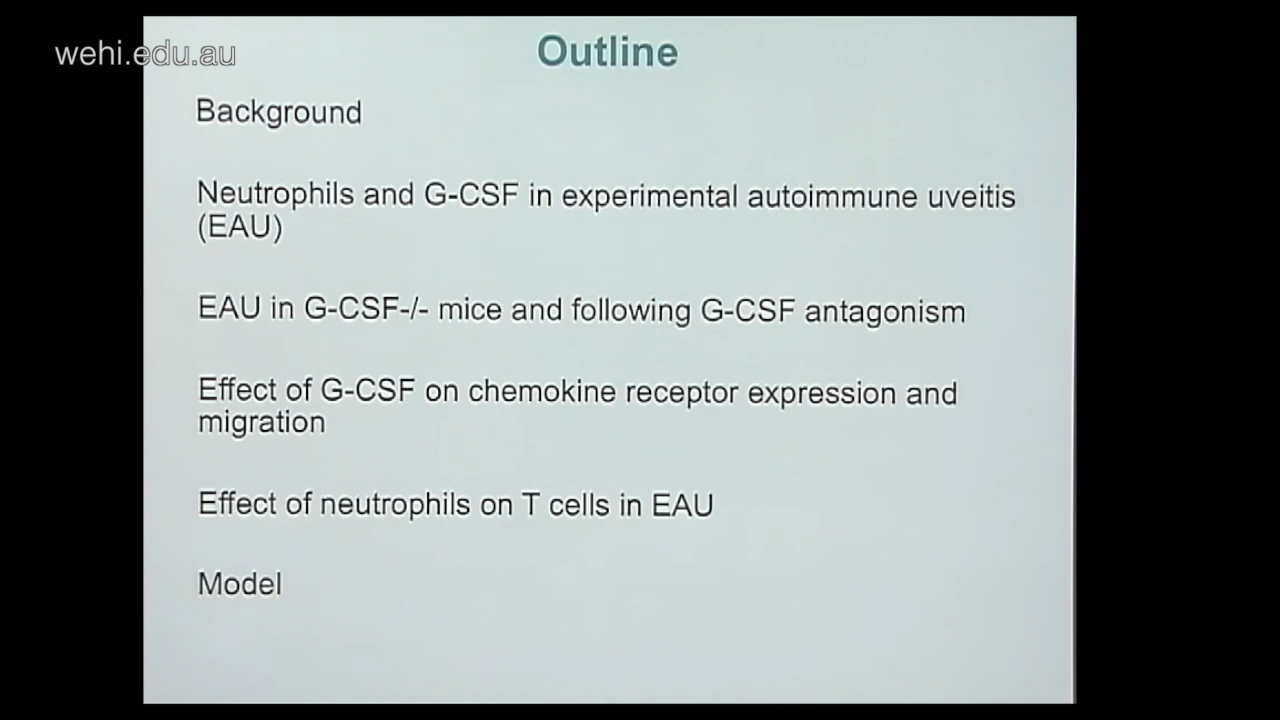 wehi.edu.au
Outline
Background
Neutrophils and G-CSF in experimental autoimmune uveitis
(EAU)
EAU in G-CSF-/- mice and following G-CSF antagonism
Effect of G-CSF on chemokine receptor expression and
migration
Effect of neutrophils on T cells in EAU
Model